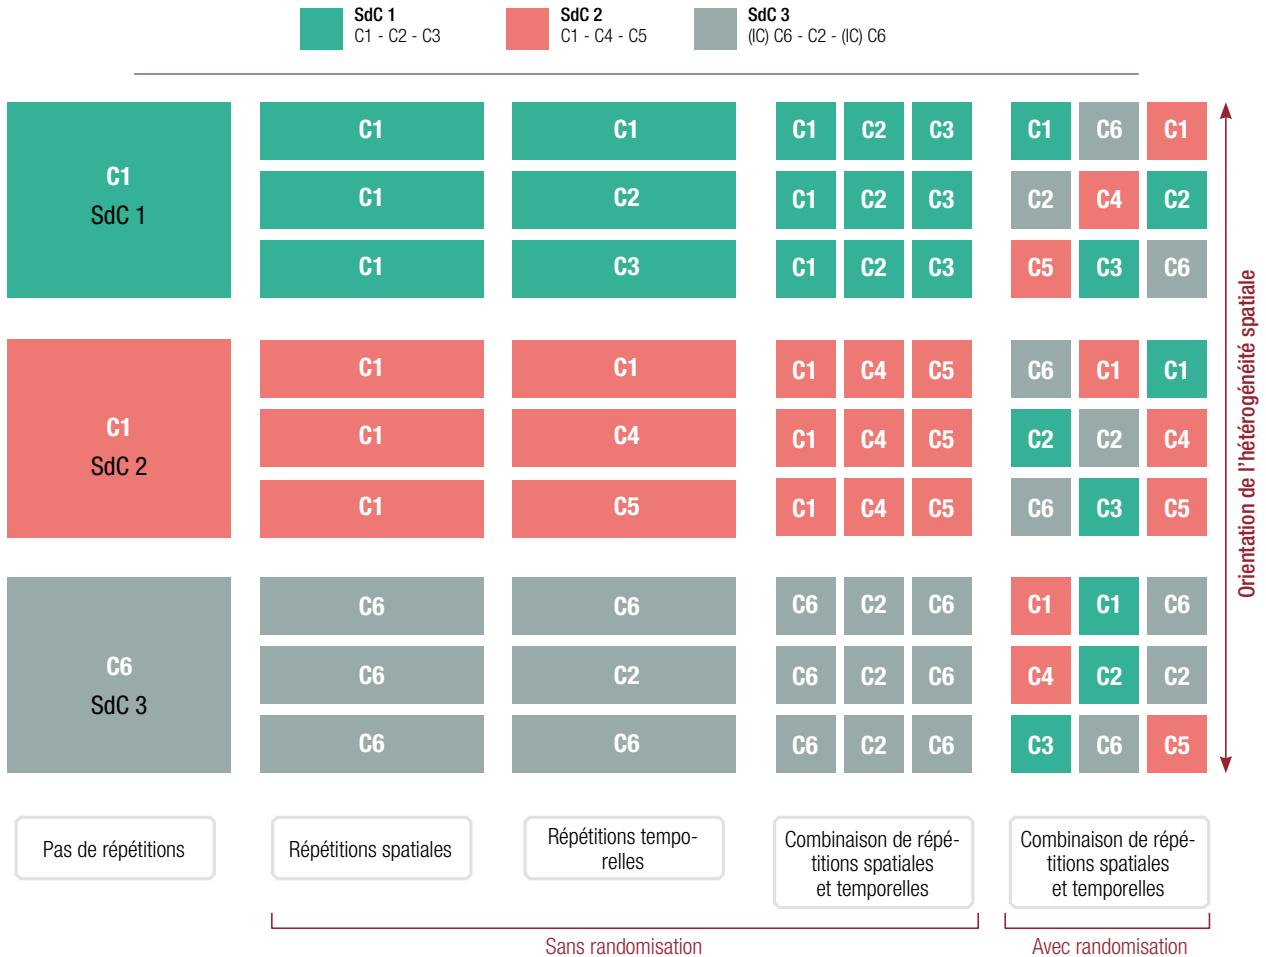 SdC 1
C1 - C2 - C3
SdC 2
C1 - C4 - C5
SdC 3
(IC) C6 - C2 - (IC) C6
C1
SdC 1
C1
C1
C1
C1
C2
C3
C1 C2 C3
C1 C2 C3
C1 C2 C3
C1 C6 C1
C2 C4 C2
C5 C3 C6
C1
SdC 2
C1
C1
C1
C1
C4
C5
C1 C4 C5
C1 C4 C5
C1 C4 C5
C6 C1 C1
C2 C2 C4
C6 C3 C5
C6
SdC 3
C6
C6
C6
C6
C2
C6
C6 C2 C6
C6 C2 C6
C6 C2 C6
C1 C1 C6
C4 C2 C2
C3 C6 C5
Orientation de l'hétérogénéité spatiale
Pas de répétitions
Répétitions spatiales
Répétitions tempo-
relles
Combinaison de répé-
titions spatiales
et temporelles
Combinaison de répé-
titions spatiales
et temporelles
Sans randomisation
Avec randomisation